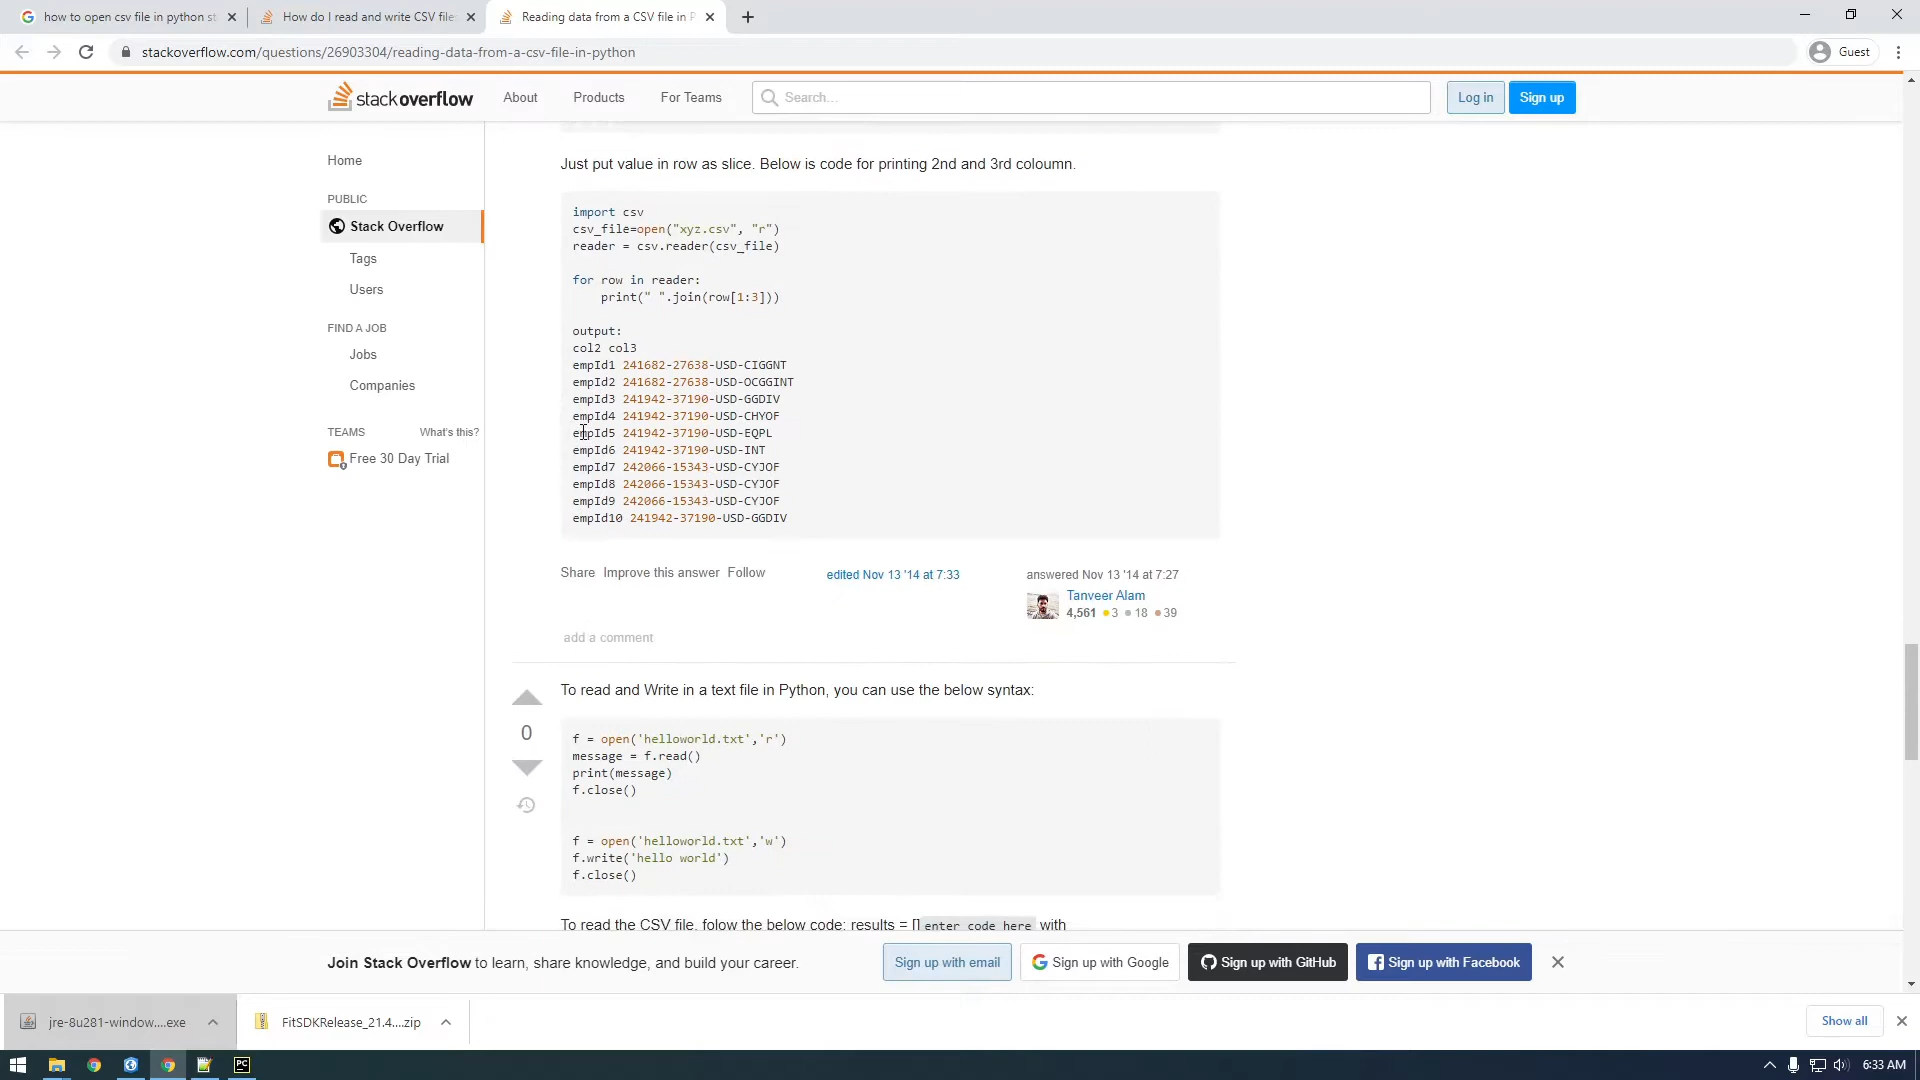 how to open csv file in python st
How do I read and write CSV file
Reading data from a CSV file in P
stackoverflow.com/questions/26903304/reading-data-from-a-csv-file-in-python
Guest
stackoverflow
About
Products
For Teams
Search...
Log in
Sign up
Home
PUBLIC
Stack Overflow
Tags
Users
FIND A JOB
Jobs
Companies
TEAMS
What's this?
Free 30 Day Trial
Just put value in row as slice. Below is code for printing 2nd and 3rd coloumn.
import csv
csv_file=open("xyz.csv", "r")
reader = csv.reader(csv_file)
for row in reader:
    print(" ".join(row[1:3]))
output:
col2 col3
empId1 241682-27638-USD-CIGGNT
empId2 241682-27638-USD-OCGGINT
empId3 241942-37190-USD-GGDIV
empId4 241942-37190-USD-CHYOF
empId5 241942-37190-USD-EQPL
empId6 241942-37190-USD-INT
empId7 242066-15343-USD-CYJOF
empId8 242066-15343-USD-CYJOF
empId9 242066-15343-USD-CYJOF
empId10 241942-37190-USD-GGDIV
Share Improve this answer Follow
edited Nov 13 '14 at 7:33
answered Nov 13 '14 at 7:27
Tanveer Alam
4,561 3 18 39
add a comment
To read and Write in a text file in Python, you can use the below syntax:
0
f = open('helloworld.txt','r')
message = f.read()
print(message)
f.close()
f = open('helloworld.txt','w')
f.write('hello world')
f.close()
To read the CSV file, folow the below code: results = [] enter code here with
Join Stack Overflow to learn, share knowledge, and build your career.
Sign up with email
Sign up with Google
Sign up with GitHub
Sign up with Facebook
jre-8u281-window....exe
FitSDKRelease_21.4....zip
Show all
PC
6:33 AM